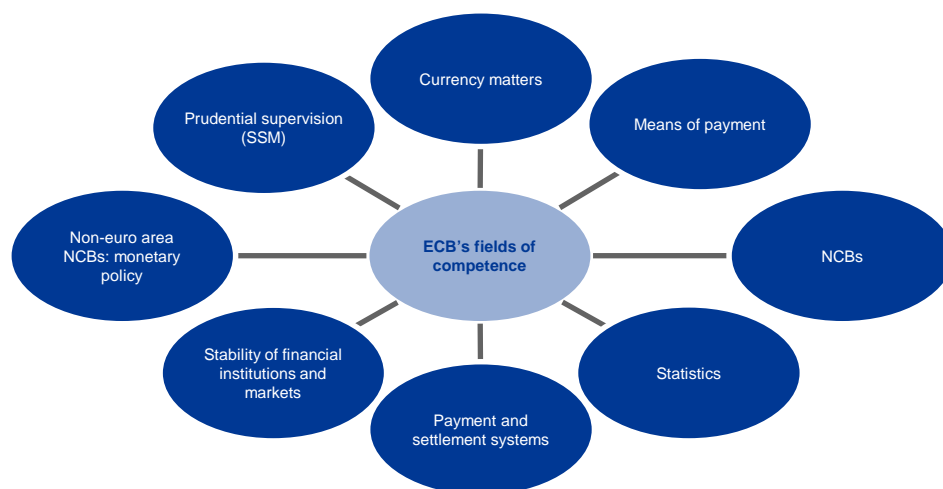 Currency matters
Prudential supervision
(SSM)
Means of payment
Non-euro area
NCBs: monetary
policy
ECB's fields of
competence
NCBs
Stability of financial
institutions and
markets
Statistics
Payment and
settlement systems